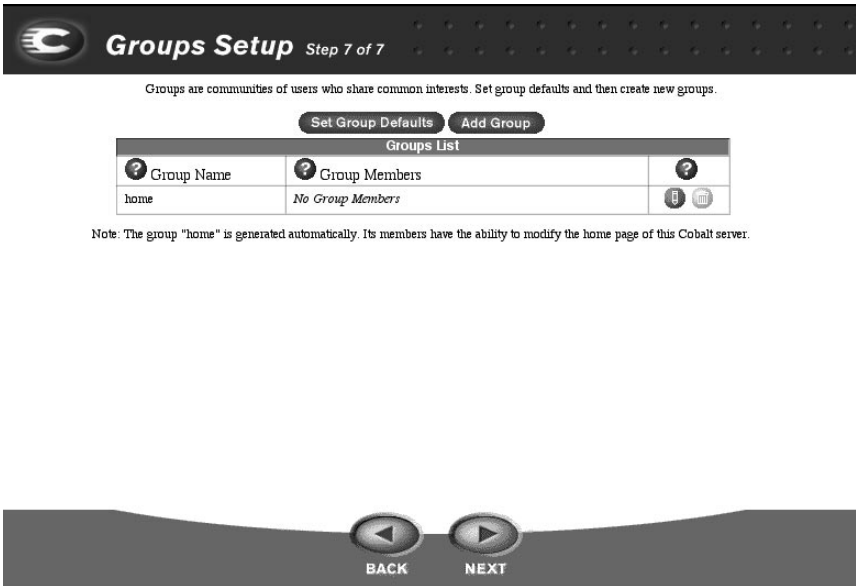 Groups Setup Step 7 of 7
Groups are communities of users who share common interests. Set group defaults and then create new groups.
Set Group Defaults Add Group
Groups List
? Group Name ? Group Members ?
home No Group Members
Note: The group "home" is generated automatically. Its members have the ability to modify the home page of this Cobalt server.
BACK NEXT